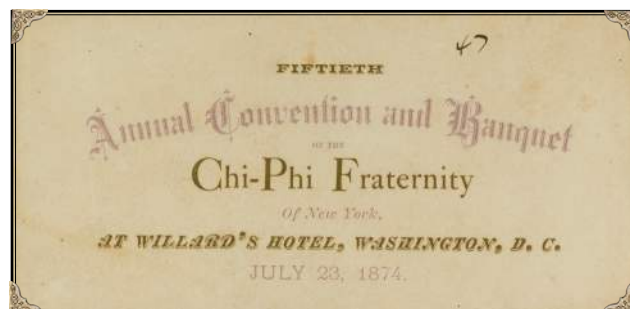 47
FIFTIETH
Annual Convention and Banquet
OF THE
Chi-Phi Fraternity
Of New York,
AT WILLARD'S HOTEL, WASHINGTON, D. C.
JULY 23, 1874.